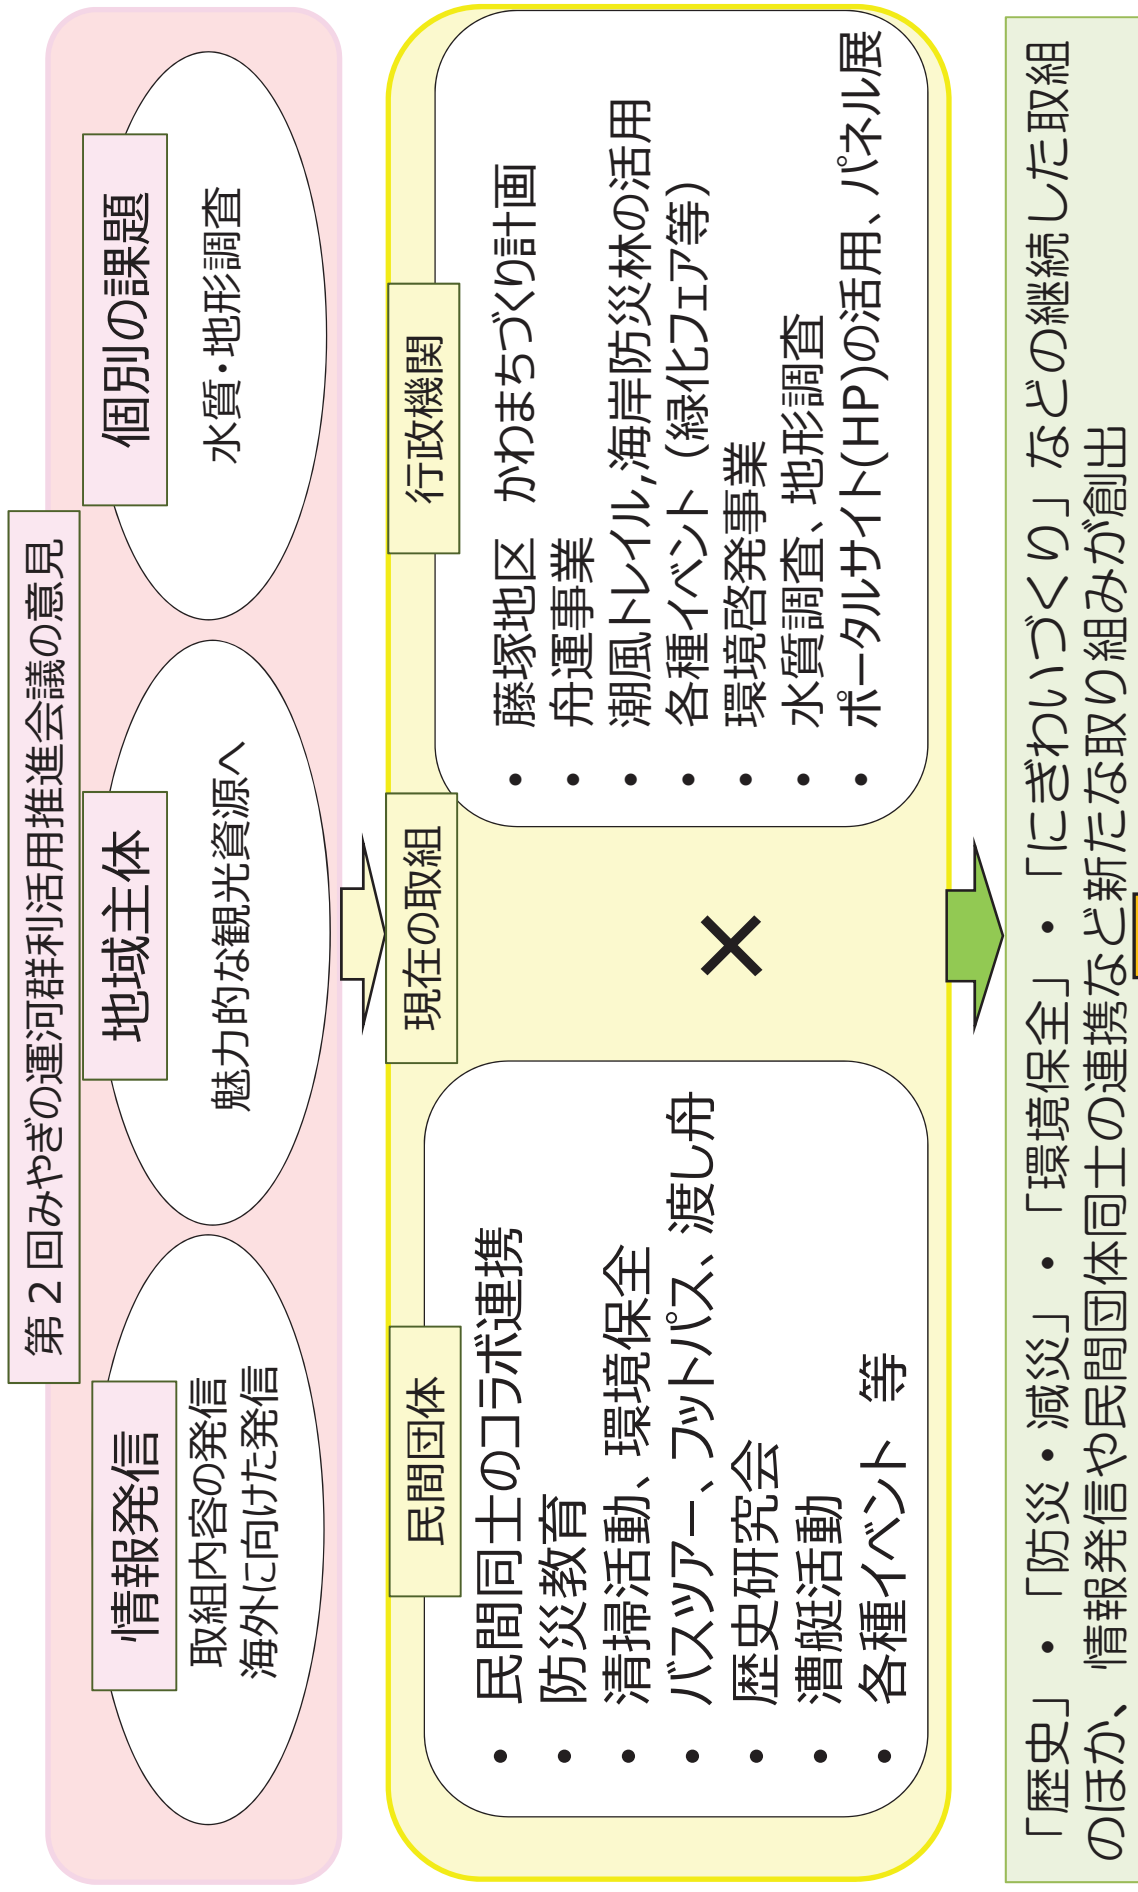 第２回みやぎの運河群利活用推進会議の意見
情報発信
取組内容の発信
海外に向けた発信
地域主体
魅力的な観光資源へ
個別の課題
水質・地形調査
現在の取組
民間団体
・ 民間同士のコラボ連携
・ 防災教育
・ 清掃活動、環境保全
・ バスツアー、フットパス、渡し舟
・ 歴史研究会
・ 漕艇活動
・ 各種イベント　等
×
行政機関
・ 藤塚地区　かわまちづくり計画
・ 舟運事業
・ 潮風トレイル,海岸防災林の活用
・ 各種イベント（緑化フェア等）
・ 環境啓発事業
・ 水質調査、地形調査
・ ポータルサイト(HP)の活用、パネル展
「歴史」・「防災・減災」・「環境保全」・「にぎわいづくり」などの継続した取組
のほか、情報発信や民間団体同士の連携など新たな取り組みが創出